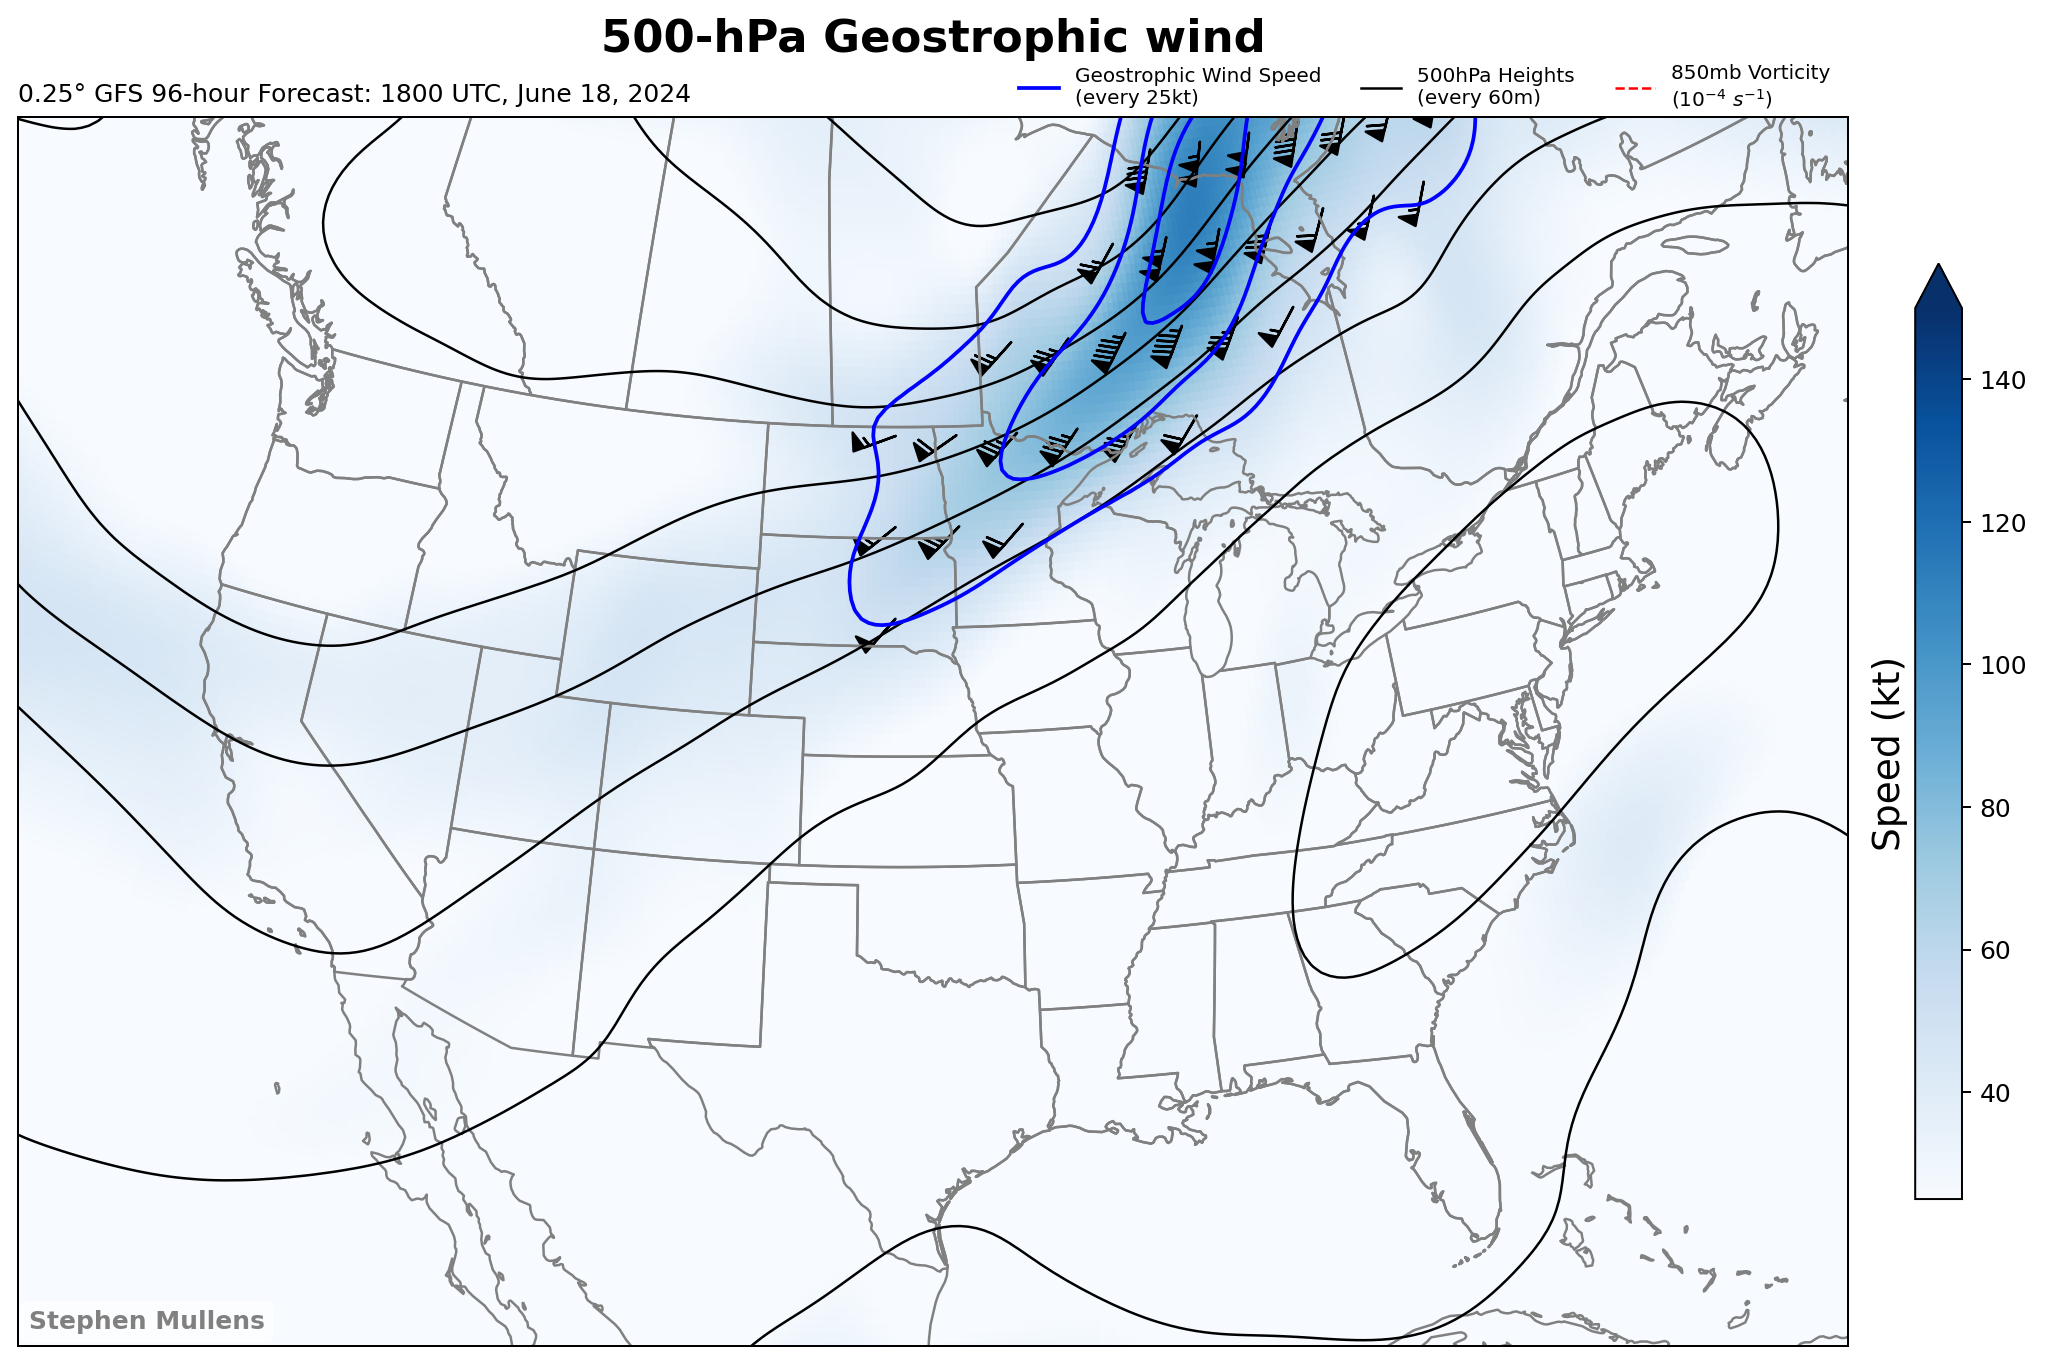 500-hPa Geostrophic wind
0.25° GFS 96-hour Forecast: 1800 UTC, June 18, 2024
Geostrophic Wind Speed
(every 25kt)
500hPa Heights
(every 60m)
850mb Vorticity
(10⁻⁴ s⁻¹)
140
120
100
80
60
40
Speed (kt)
Stephen Mullens